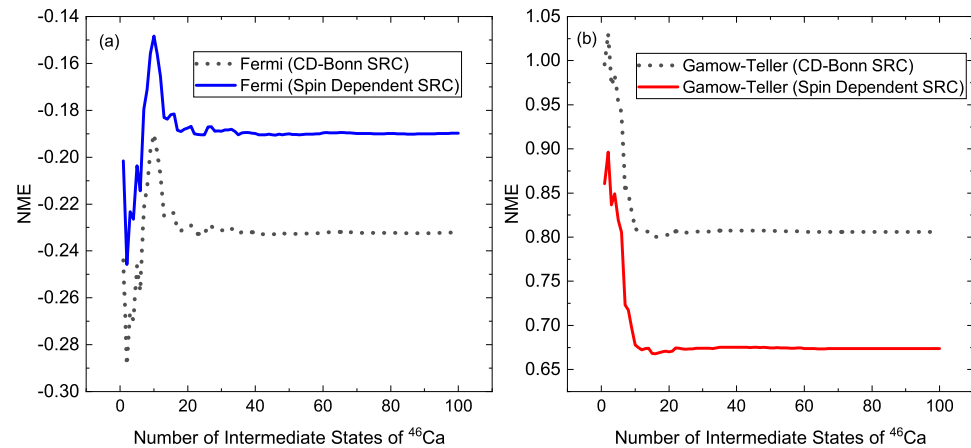 (a)
Fermi (CD-Bonn SRC)
Fermi (Spin Dependent SRC)
NME
-0.14
-0.16
-0.18
-0.20
-0.22
-0.24
-0.26
-0.28
-0.30
0 20 40 60 80 100
Number of Intermediate States of ⁴⁶Ca
(b)
Gamow-Teller (CD-Bonn SRC)
Gamow-Teller (Spin Dependent SRC)
NME
1.05
1.00
0.95
0.90
0.85
0.80
0.75
0.70
0.65
0 20 40 60 80 100
Number of Intermediate States of ⁴⁶Ca